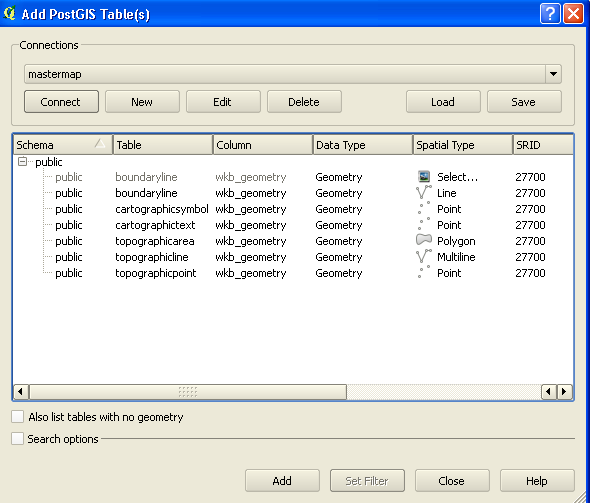 Add PostGIS Table(s)
Connections
mastermap
Connect New Edit Delete Load Save
Schema Table Column Data Type Spatial Type SRID
public
public boundaryline wkb_geometry Geometry Select... 27700
public boundaryline wkb_geometry Geometry Line 27700
public cartographicsymbol wkb_geometry Geometry Point 27700
public cartographictext wkb_geometry Geometry Point 27700
public topographicarea wkb_geometry Geometry Polygon 27700
public topographicline wkb_geometry Geometry Multiline 27700
public topographicpoint wkb_geometry Geometry Point 27700
Also list tables with no geometry
Search options
Add Set Filter Close Help